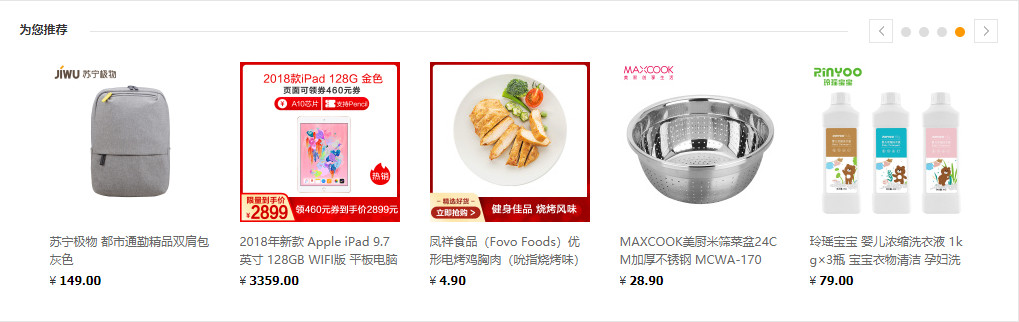 为您推荐
JIWU 苏宁极物
苏宁极物 都市通勤精品双肩包
灰色
¥ 149.00
2018款iPad 128G 金色
页面可领券460元券
A10芯片 支持Pencil
热销
限量到手价
¥2899
领460元券到手价2899元
2018年新款 Apple iPad 9.7
英寸 128GB WIFI版 平板电脑
¥ 3359.00
精选好货
立即抢购 >
健身佳品 烧烤风味
凤祥食品（Fovo Foods）优
形电烤鸡胸肉（吮指烧烤味）
¥ 4.90
MAXCOOK
美厨创享生活
MAXCOOK美厨米筛菜盆24C
M加厚不锈钢 MCWA-170
¥ 28.90
RiNYOO
玲珑宝宝
玲珑宝宝 婴儿浓缩洗衣液 1k
g×3瓶 宝宝衣物清洁 孕妇洗
¥ 79.00